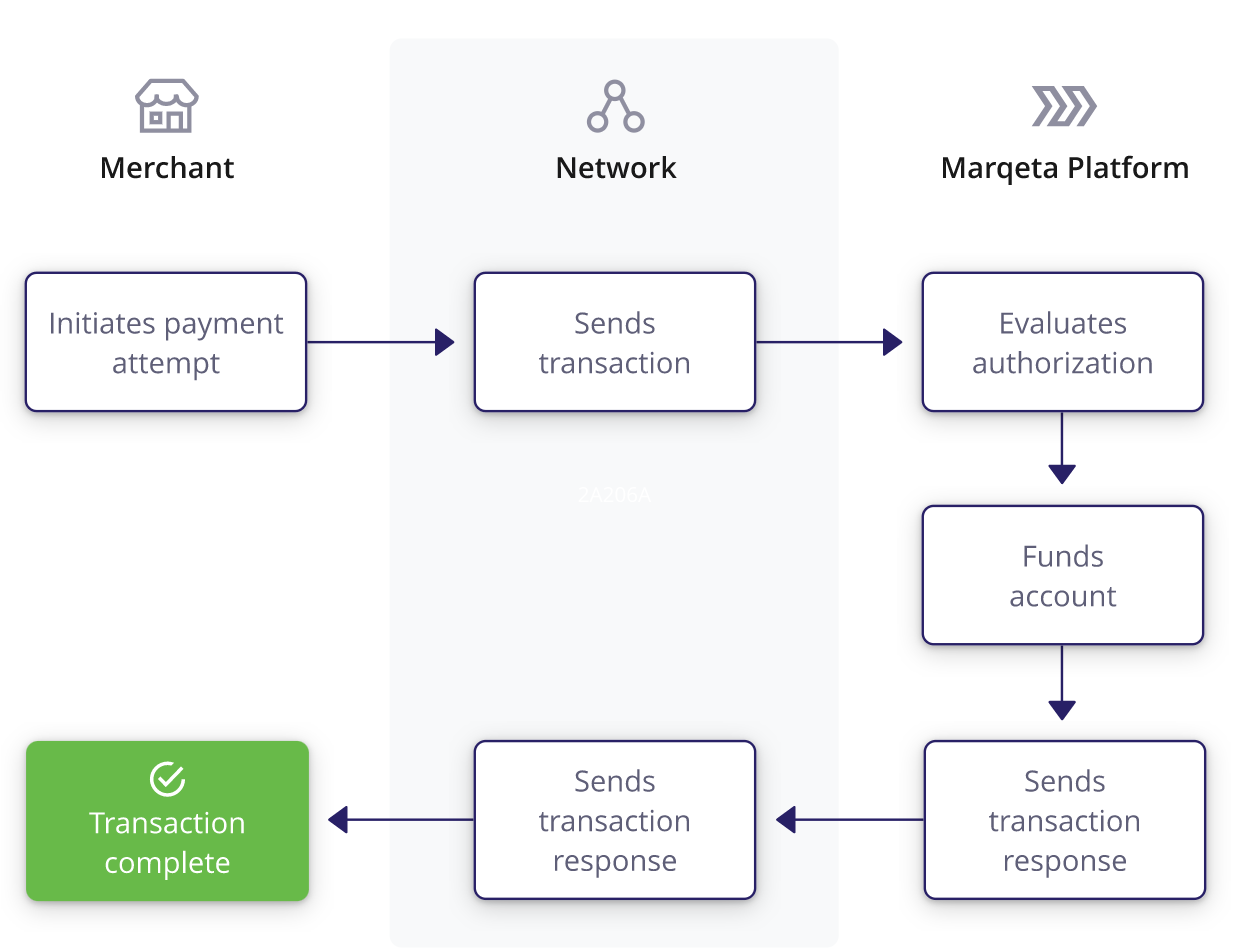 Merchant
Network
Marqeta Platform
Initiates payment
attempt
Sends
transaction
Evaluates
authorization
2A206A
Funds
account
Transaction
complete
Sends
transaction
response
Sends
transaction
response